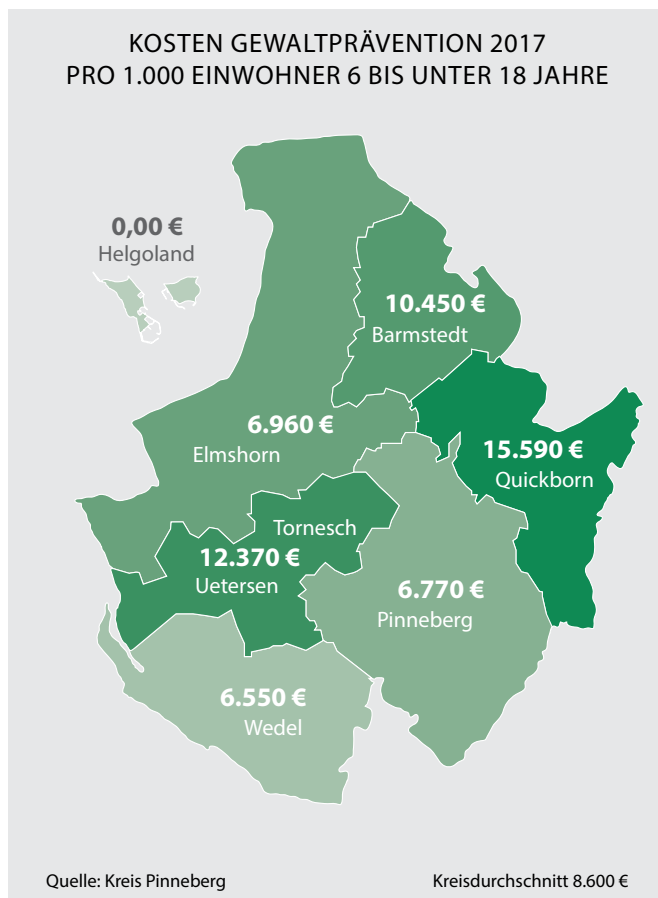 KOSTEN GEWALTPRÄVENTION 2017
PRO 1.000 EINWOHNER 6 BIS UNTER 18 JAHRE
0,00 €
Helgoland
10.450 €
Barmstedt
6.960 €
Elmshorn
15.590 €
Quickborn
Tornesch
12.370 €
Uetersen
6.770 €
Pinneberg
6.550 €
Wedel
Quelle: Kreis Pinneberg
Kreisdurchschnitt 8.600 €